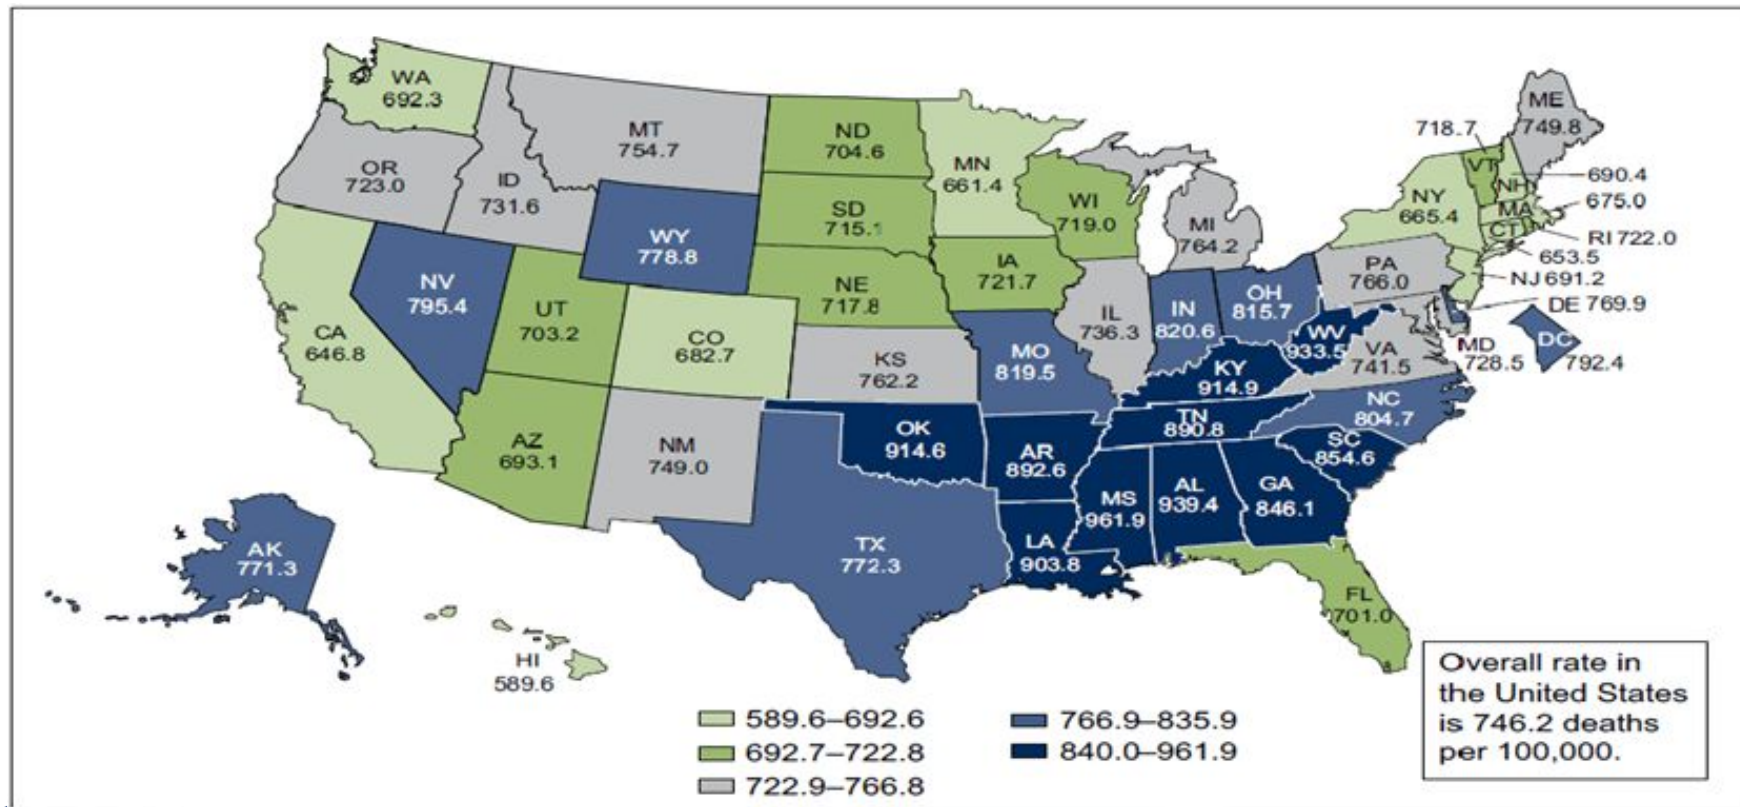 WA
692.3
OR
723.0
CA
646.8
NV
795.4
ID
731.6
MT
754.7
WY
778.8
UT
703.2
AZ
693.1
CO
682.7
NM
749.0
ND
704.6
SD
715.1
NE
717.8
KS
762.2
OK
914.6
TX
772.3
MN
661.4
IA
721.7
MO
819.5
AR
892.6
LA
903.8
WI
719.0
IL
736.3
MI
764.2
IN
820.6
OH
815.7
KY
914.9
TN
890.8
MS
961.9
AL
939.4
GA
846.1
FL
701.0
SC
854.6
NC
804.7
VA
741.5
WV
933.5
PA
766.0
NY
665.4
718.7
VT
ME
749.8
NH
690.4
MA
675.0
CT
653.5
RI 722.0
NJ 691.2
DE 769.9
MD
728.5
DC
792.4
AK
771.3
HI
589.6
589.6–692.6
692.7–722.8
722.9–766.8
766.9–835.9
840.0–961.9
Overall rate in
the United States
is 746.2 deaths
per 100,000.